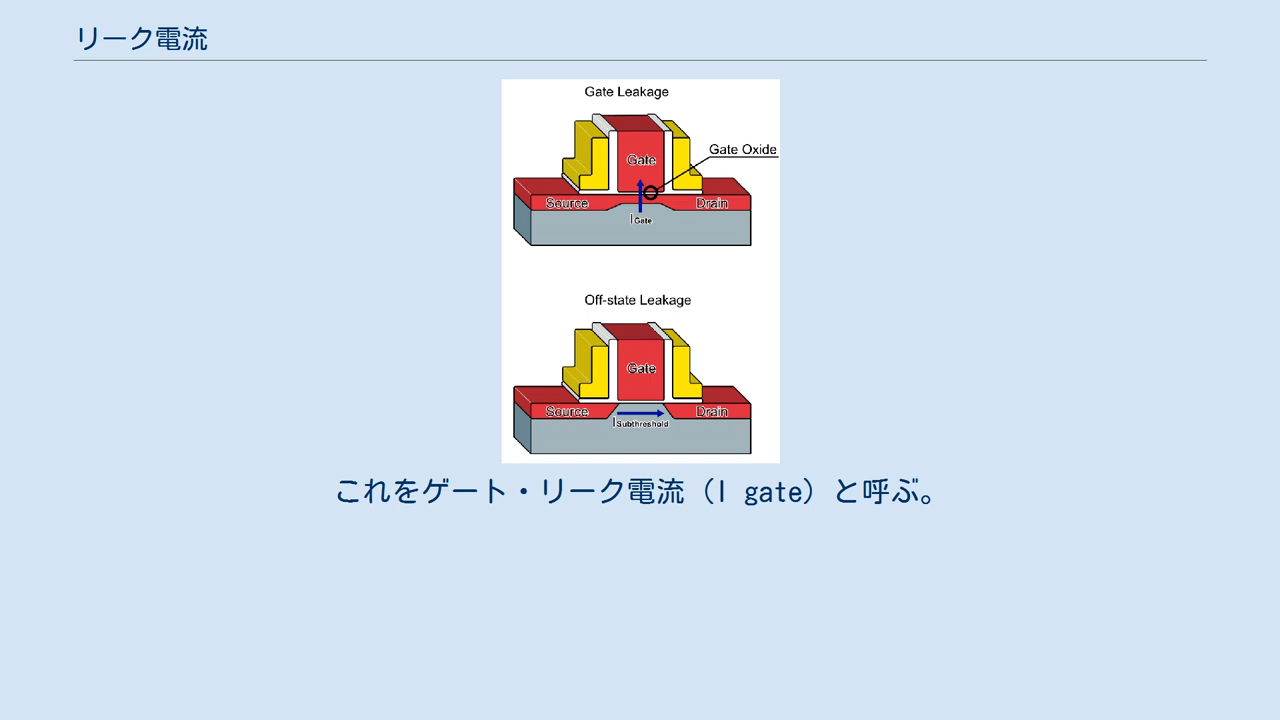 リーク電流
Gate Leakage
Gate Oxide
Gate
Source
Drain
IGate
Off-state Leakage
Gate
Source
Drain
ISubthreshold
これをゲート・リーク電流（I gate）と呼ぶ。